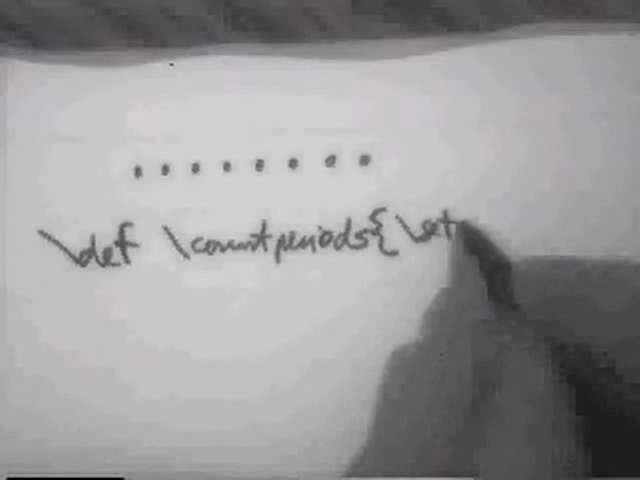 . . . . . . . .
\def \countperiods{ \let